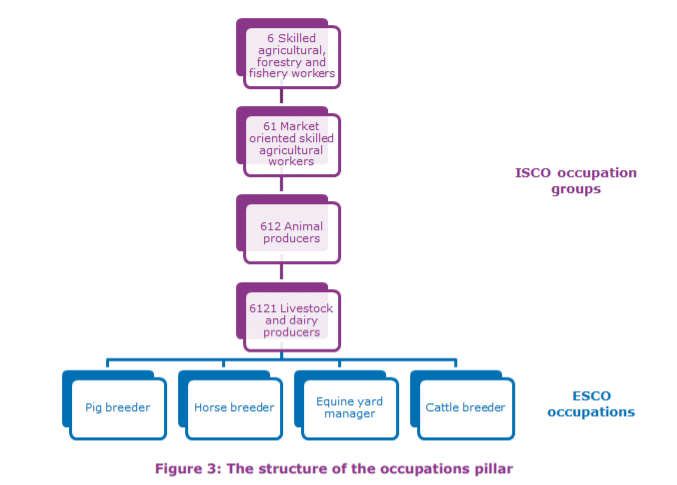 6 Skilled
agricultural,
forestry and
fishery workers
61 Market
oriented skilled
agricultural
workers
ISCO occupation
groups
612 Animal
producers
6121 Livestock
and dairy
producers
Pig breeder
Horse breeder
Equine yard
manager
Cattle breeder
ESCO
occupations
Figure 3: The structure of the occupations pillar